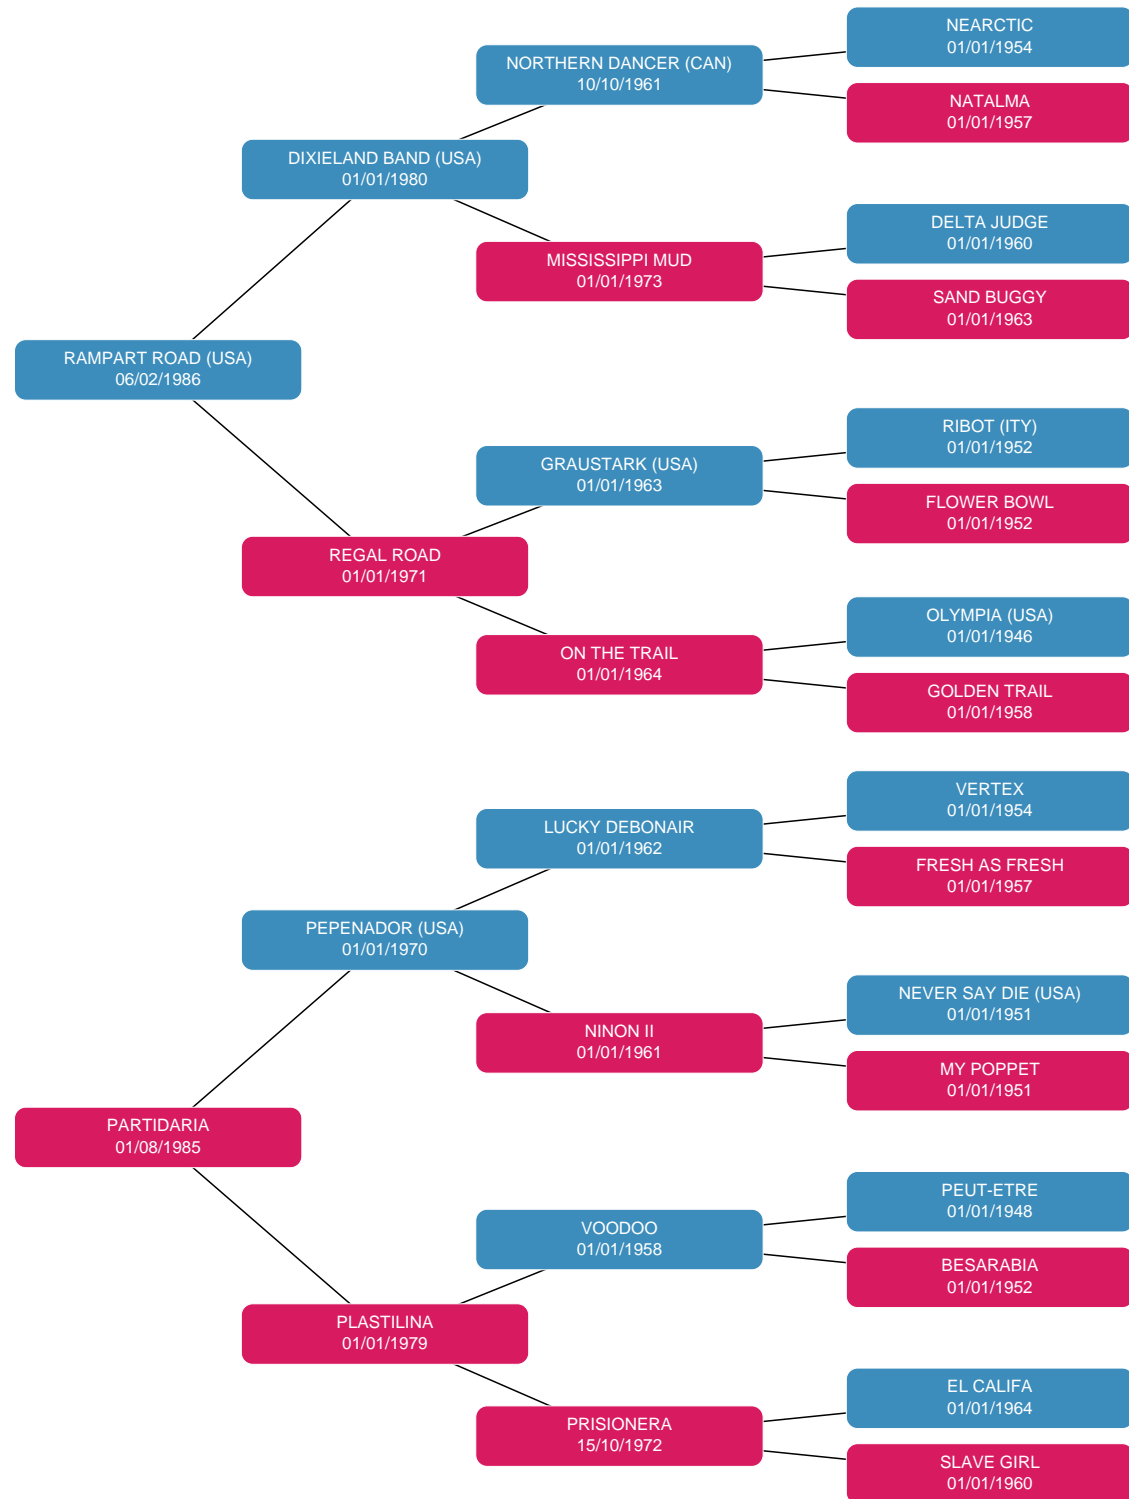 NEARCTIC
01/01/1954
NORTHERN DANCER (CAN)
10/10/1961
NATALMA
01/01/1957
DIXIELAND BAND (USA)
01/01/1980
DELTA JUDGE
01/01/1960
MISSISSIPPI MUD
01/01/1973
SAND BUGGY
01/01/1963
RAMPART ROAD (USA)
06/02/1986
RIBOT (ITY)
01/01/1952
GRAUSTARK (USA)
01/01/1963
FLOWER BOWL
01/01/1952
REGAL ROAD
01/01/1971
OLYMPIA (USA)
01/01/1946
ON THE TRAIL
01/01/1964
GOLDEN TRAIL
01/01/1958
VERTEX
01/01/1954
LUCKY DEBONAIR
01/01/1962
FRESH AS FRESH
01/01/1957
PEPENADOR (USA)
01/01/1970
NEVER SAY DIE (USA)
01/01/1951
NINON II
01/01/1961
MY POPPET
01/01/1951
PARTIDARIA
01/08/1985
PEUT-ETRE
01/01/1948
VOODOO
01/01/1958
BESARABIA
01/01/1952
PLASTILINA
01/01/1979
EL CALIFA
01/01/1964
PRISIONERA
15/10/1972
SLAVE GIRL
01/01/1960